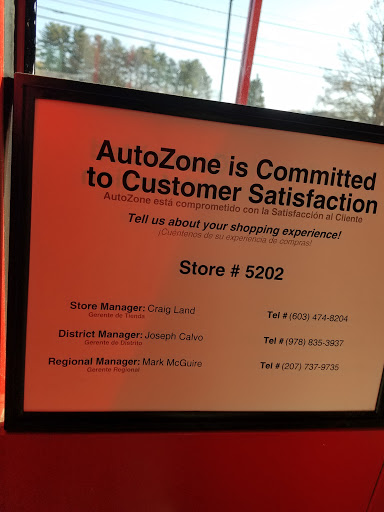 AutoZone is Committed
to Customer Satisfaction
AutoZone está comprometido con la Satisfacción al Cliente
Tell us about your shopping experience!
¡Cuéntenos de su experiencia de compras!
Store # 5202
Store Manager: Craig Land Tel # (603) 474-8204
Gerente de Tienda
District Manager: Joseph Calvo Tel # (978) 835-3937
Gerente de Distrito
Regional Manager: Mark McGuire Tel # (207) 737-9735
Gerente Regional